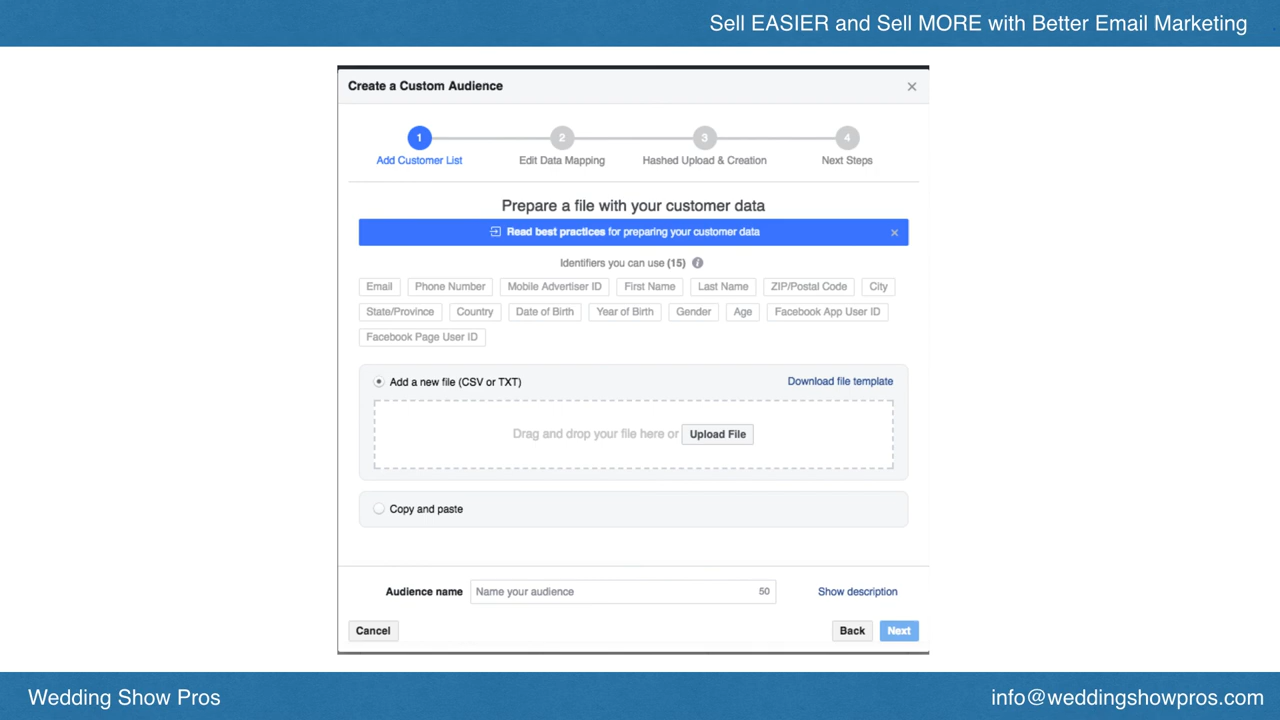 Sell EASIER and Sell MORE with Better Email Marketing
Create a Custom Audience
1 2 3 4
Add Customer List Edit Data Mapping Hashed Upload & Creation Next Steps
Prepare a file with your customer data
Read best practices for preparing your customer data
Identifiers you can use (15)
Email Phone Number Mobile Advertiser ID First Name Last Name ZIP/Postal Code City
State/Province Country Date of Birth Year of Birth Gender Age Facebook App User ID
Facebook Page User ID
Add a new file (CSV or TXT) Download file template
Drag and drop your file here or Upload File
Copy and paste
Audience name Name your audience 50 Show description
Cancel Back Next
Wedding Show Pros info@weddingshowpros.com